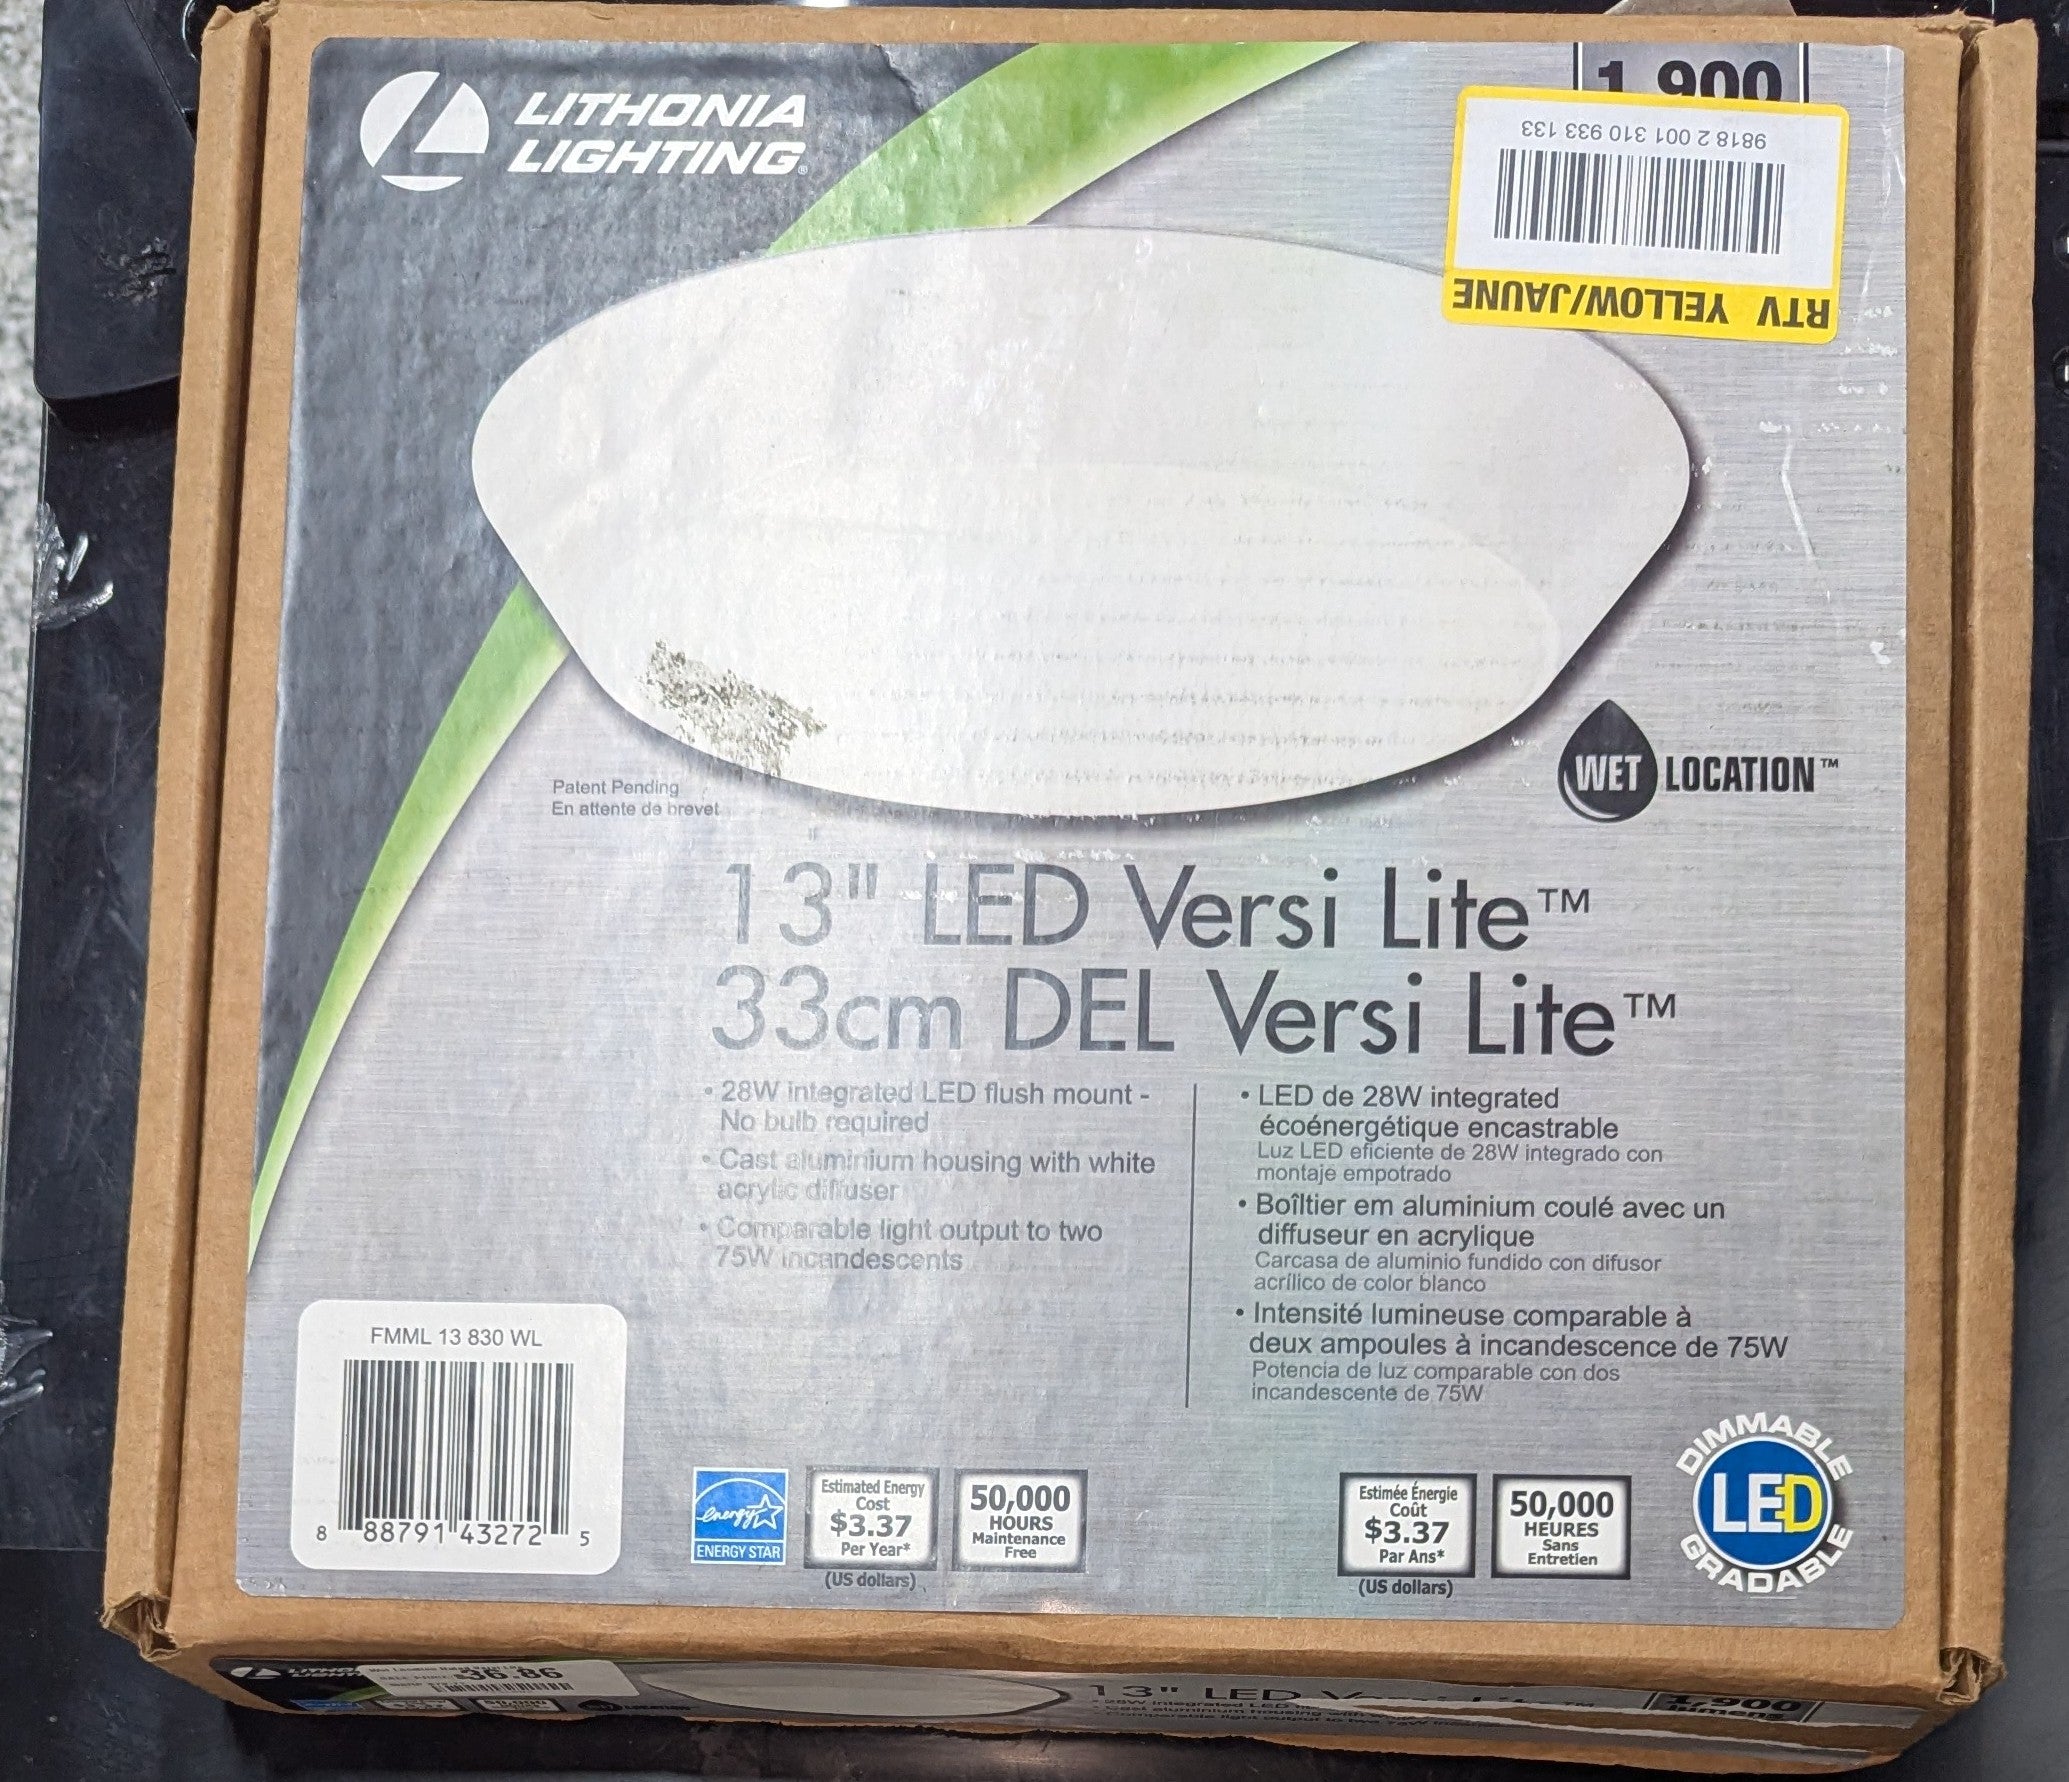 LITHONIA
LIGHTING®
1,900
9818 2 001 310 933 133
RTV YELLOW/JAUNE
WET LOCATION™
Patent Pending
En attente de brevet
13" LED Versi Lite™
33cm DEL Versi Lite™
• 28W integrated LED flush mount -
No bulb required
• Cast aluminium housing with white
acrylic diffuser
• Comparable light output to two
75W incandescents
• LED de 28W integrated
écoénergétique encastrable
Luz LED eficiente de 28W integrado con
montaje empotrado
• Boîltier em aluminium coulé avec un
diffuseur en acrylique
Carcasa de aluminio fundido con difusor
acrílico de color blanco
• Intensité lumineuse comparable à
deux ampoules à incandescence de 75W
Potencia de luz comparable con dos
incandescente de 75W
FMML 13 830 WL
8 88791 43272 5
energy
ENERGY STAR
Estimated Energy
Cost
$3.37
Per Year*
(US dollars)
50,000
HOURS
Maintenance
Free
Estimée Énergie
Coût
$3.37
Par Ans*
(US dollars)
50,000
HEURES
Sans
Entretien
DIMMABLE
LED
GRADABLE
$36.86
13" LED Versi Lite™
1,900
lumens